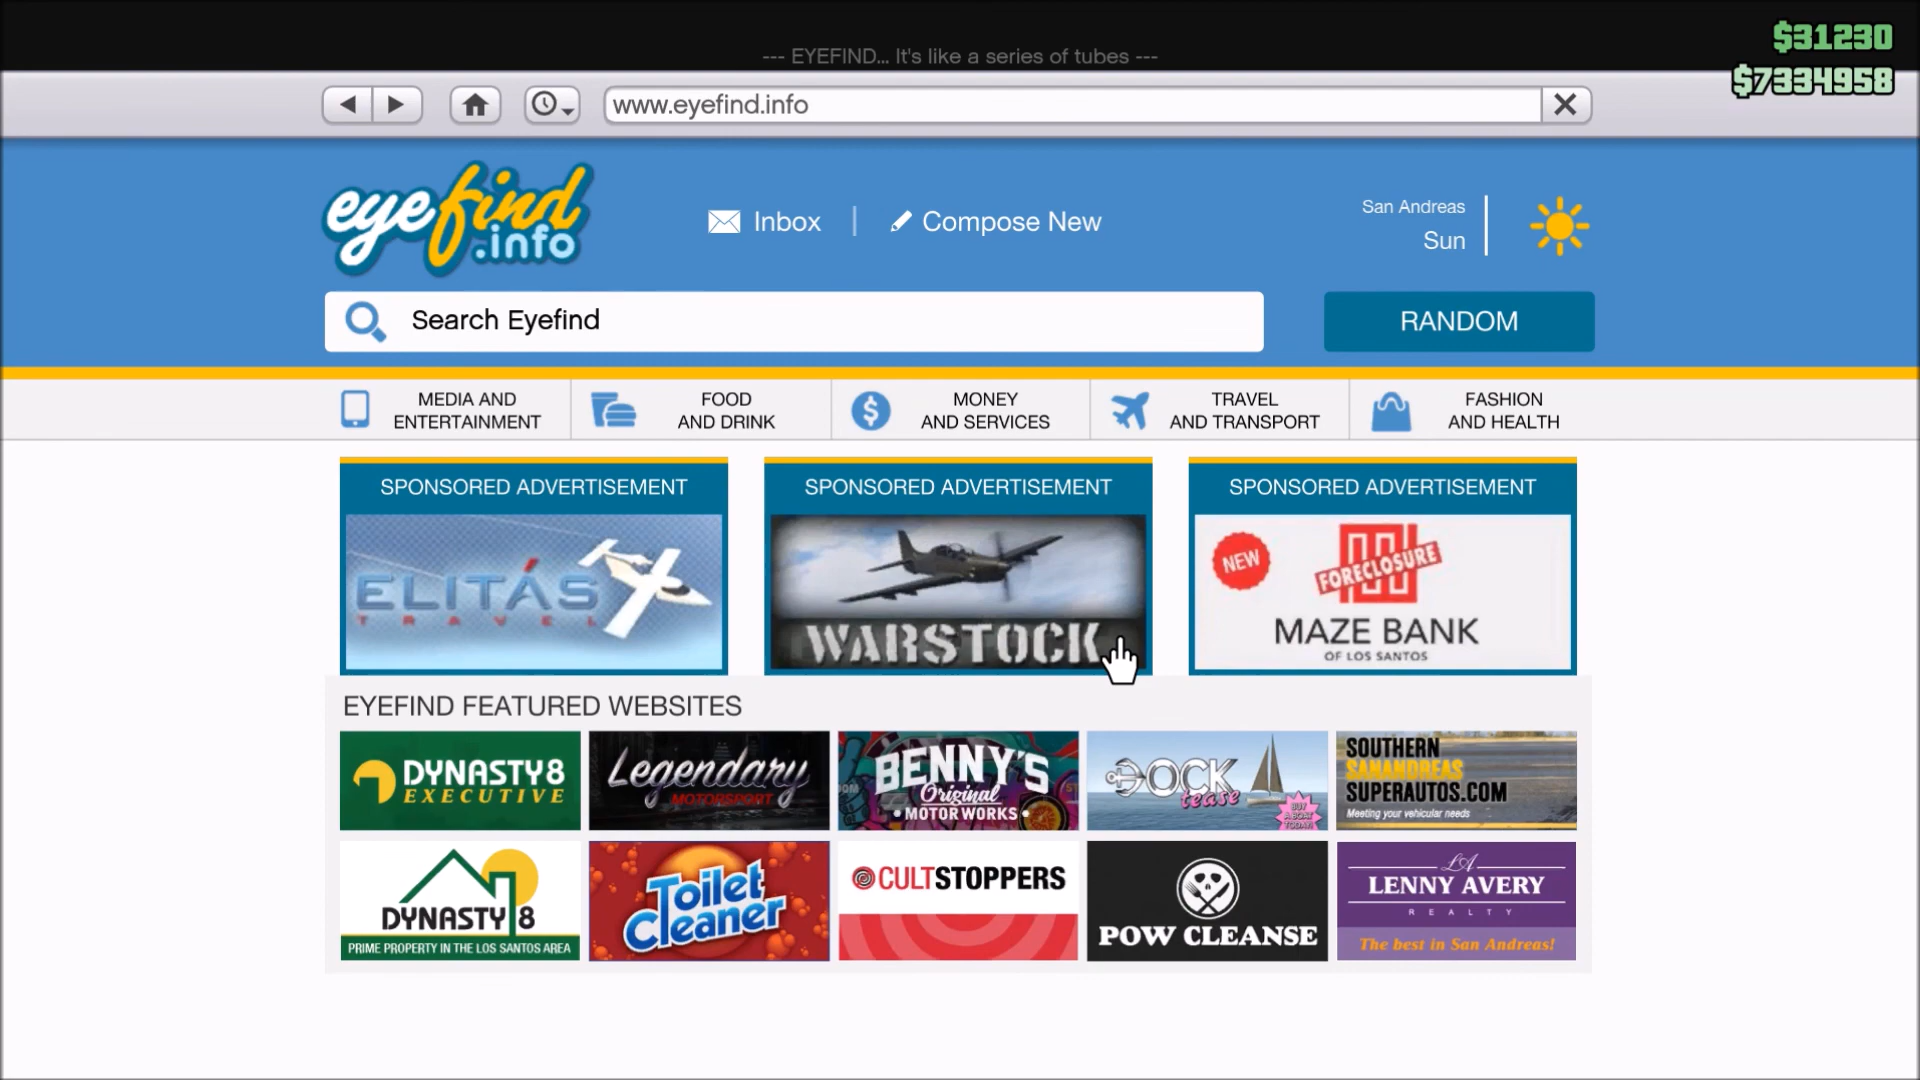 $31230
--- EYEFIND... It's like a series of tubes ---
$7334958
www.eyefind.info
eyefind
.info
Inbox
Compose New
San Andreas
Sun
Search Eyefind
RANDOM
MEDIA AND
ENTERTAINMENT
FOOD
AND DRINK
MONEY
AND SERVICES
TRAVEL
AND TRANSPORT
FASHION
AND HEALTH
SPONSORED ADVERTISEMENT
SPONSORED ADVERTISEMENT
SPONSORED ADVERTISEMENT
ELITÁS
TRAVEL
WARSTOCK
NEW
FORECLOSURE
MAZE BANK
OF LOS SANTOS
EYEFIND FEATURED WEBSITES
DYNASTY8
EXECUTIVE
Legendary
MOTORSPORT
BENNY'S
Original
• MOTOR WORKS •
DOCK
tease
BUY
A BOAT
TODAY!
SOUTHERN
SANANDREAS
SUPERAUTOS.COM
Meeting your vehicular needs
DYNASTY 8
PRIME PROPERTY IN THE LOS SANTOS AREA
Toilet
Cleaner
CULTSTOPPERS
POW CLEANSE
LA
LENNY AVERY
REALTY
The best in San Andreas!